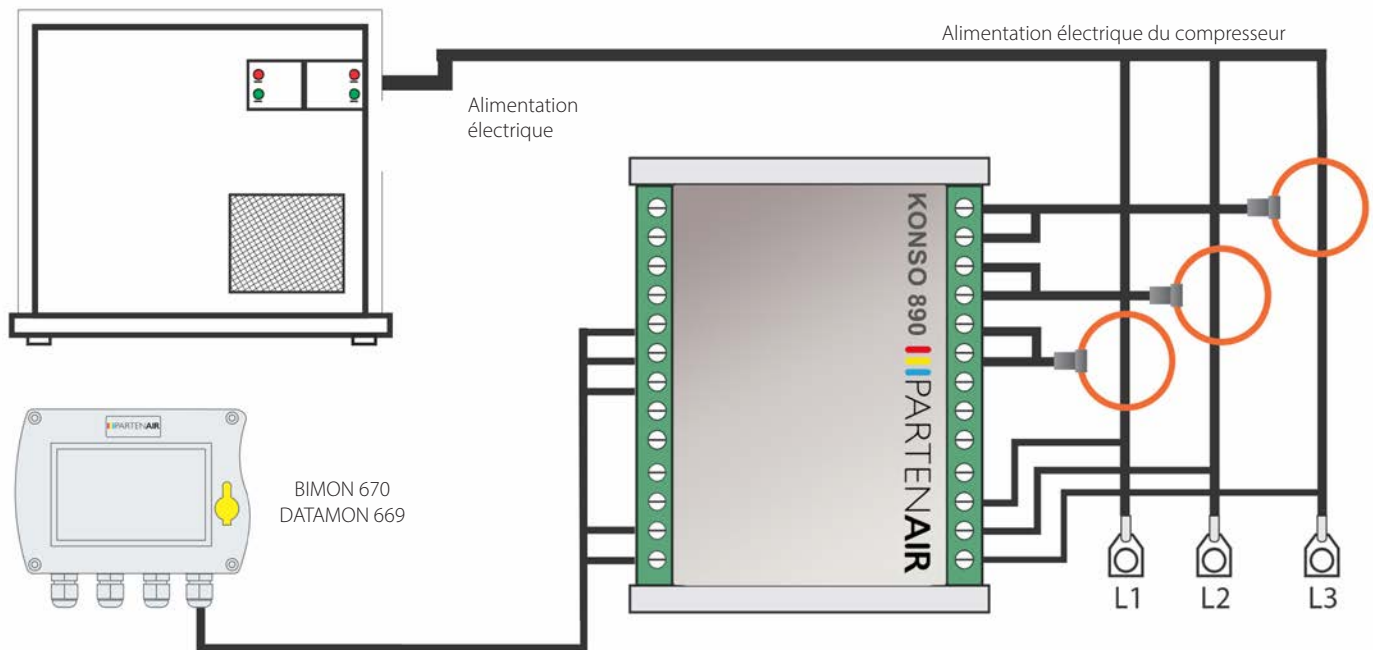 Alimentation électrique du compresseur
Alimentation
électrique
KONSO 890
PARTENAIR
PARTENAIR
BIMON 670
DATAMON 669
L1
L2
L3